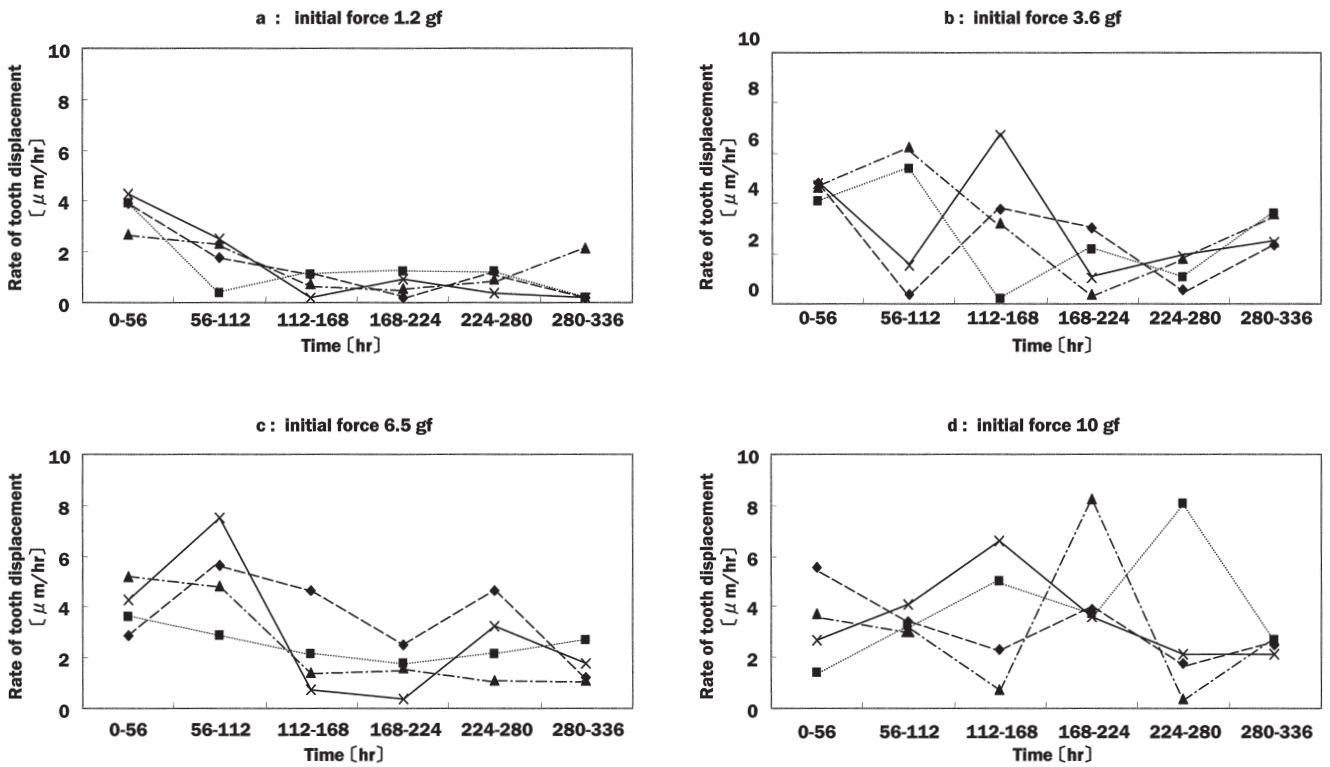 a : initial force 1.2 gf
Rate of tooth displacement
〔 μ m/hr〕
10
8
6
4
2
0
0-56 56-112 112-168 168-224 224-280 280-336
Time〔hr〕
b : initial force 3.6 gf
Rate of tooth displacement
〔 μ m/hr〕
10
8
6
4
2
0
0-56 56-112 112-168 168-224 224-280 280-336
Time〔hr〕
c : initial force 6.5 gf
Rate of tooth displacement
〔 μ m/hr〕
10
8
6
4
2
0
0-56 56-112 112-168 168-224 224-280 280-336
Time〔hr〕
d : initial force 10 gf
Rate of tooth displacement
〔 μ m/hr〕
10
8
6
4
2
0
0-56 56-112 112-168 168-224 224-280 280-336
Time〔hr〕